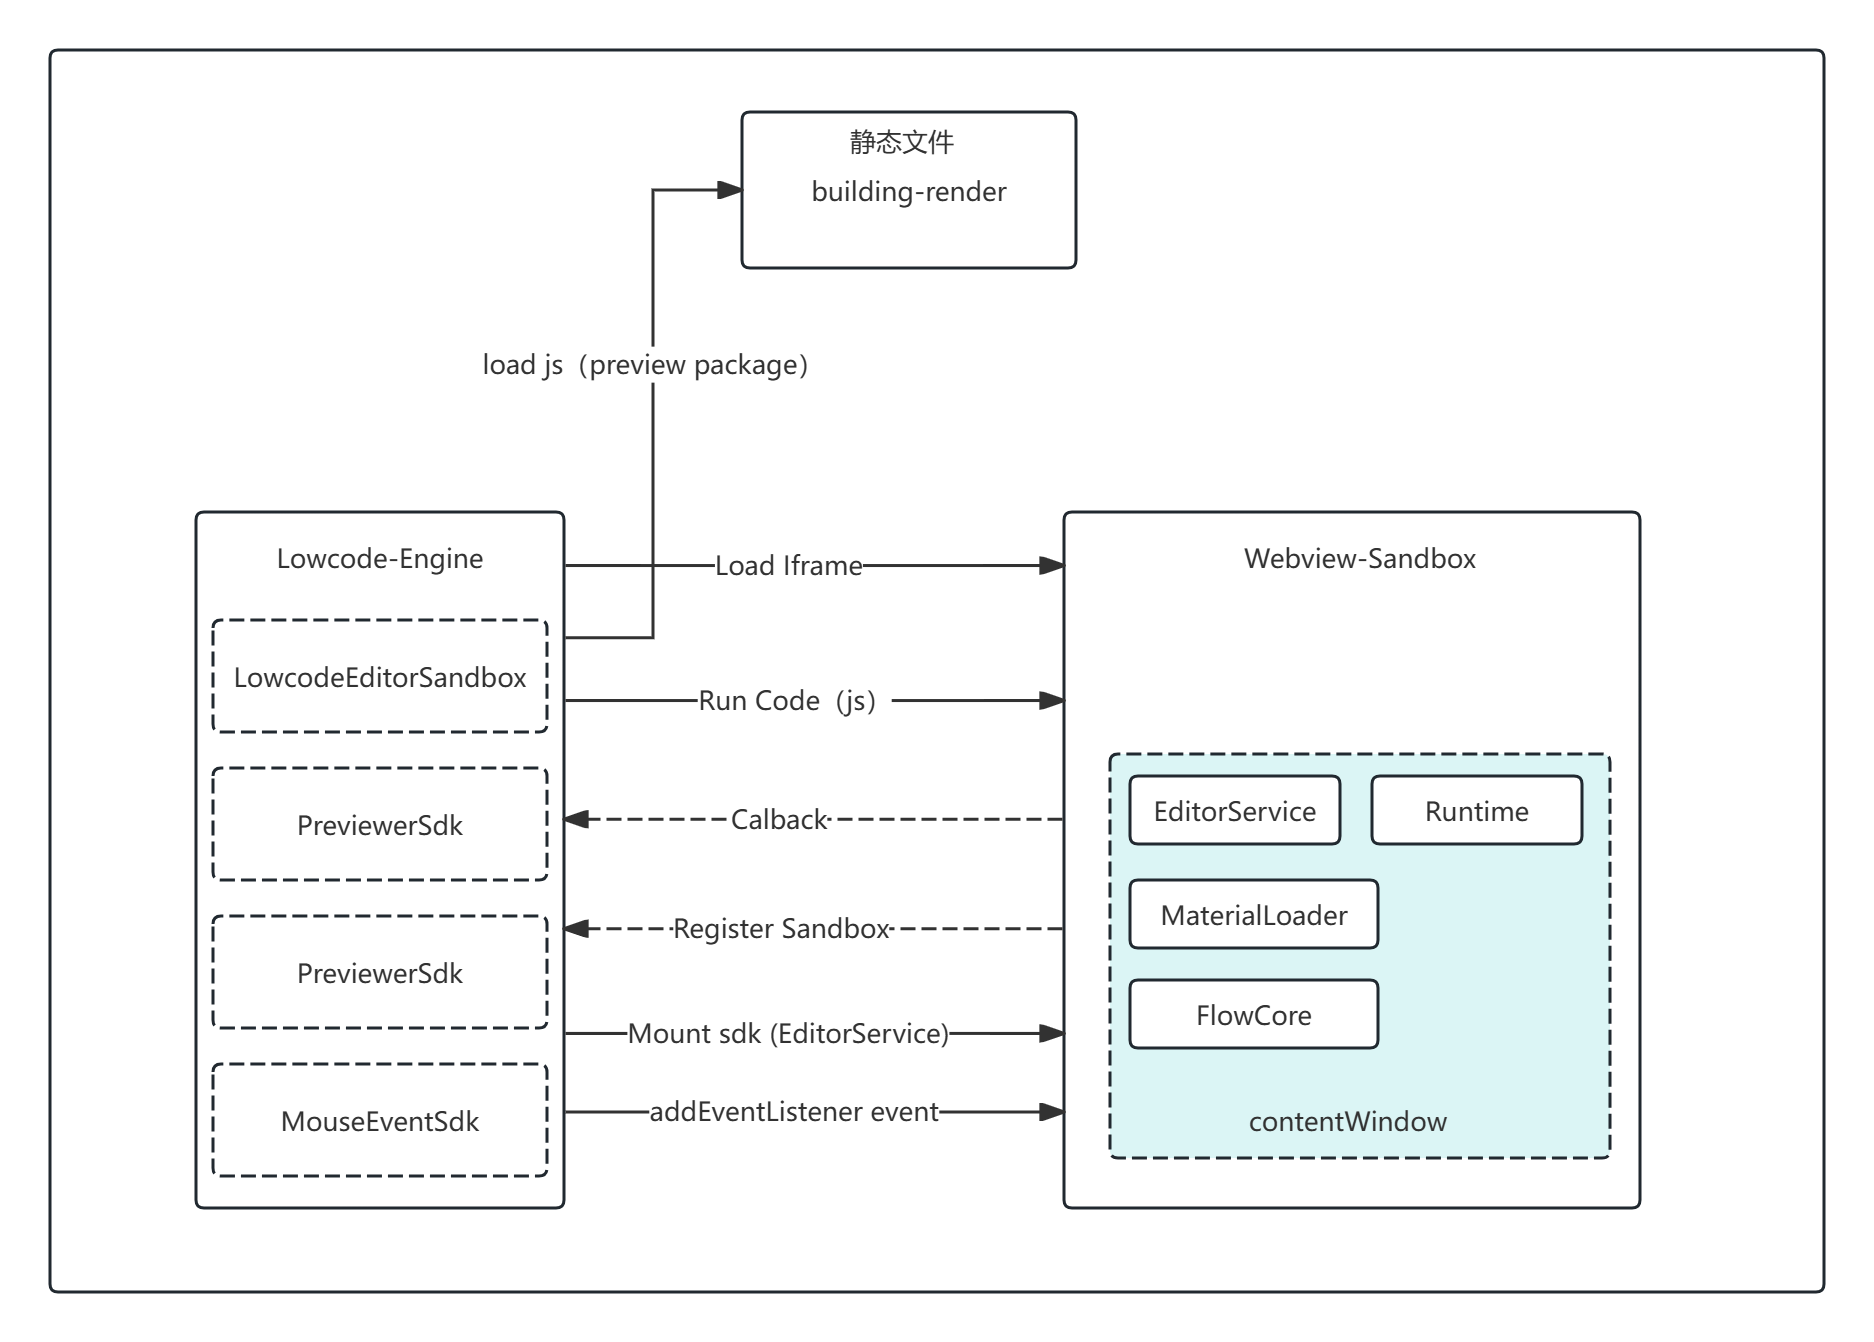 静态文件
building-render
load js（preview package）
Lowcode-Engine
LowcodeEditorSandbox
PreviewerSdk
PreviewerSdk
MouseEventSdk
Load Iframe
Run Code（js）
Calback
Register Sandbox
Mount sdk (EditorService)
addEventListener event
Webview-Sandbox
EditorService
Runtime
MaterialLoader
FlowCore
contentWindow